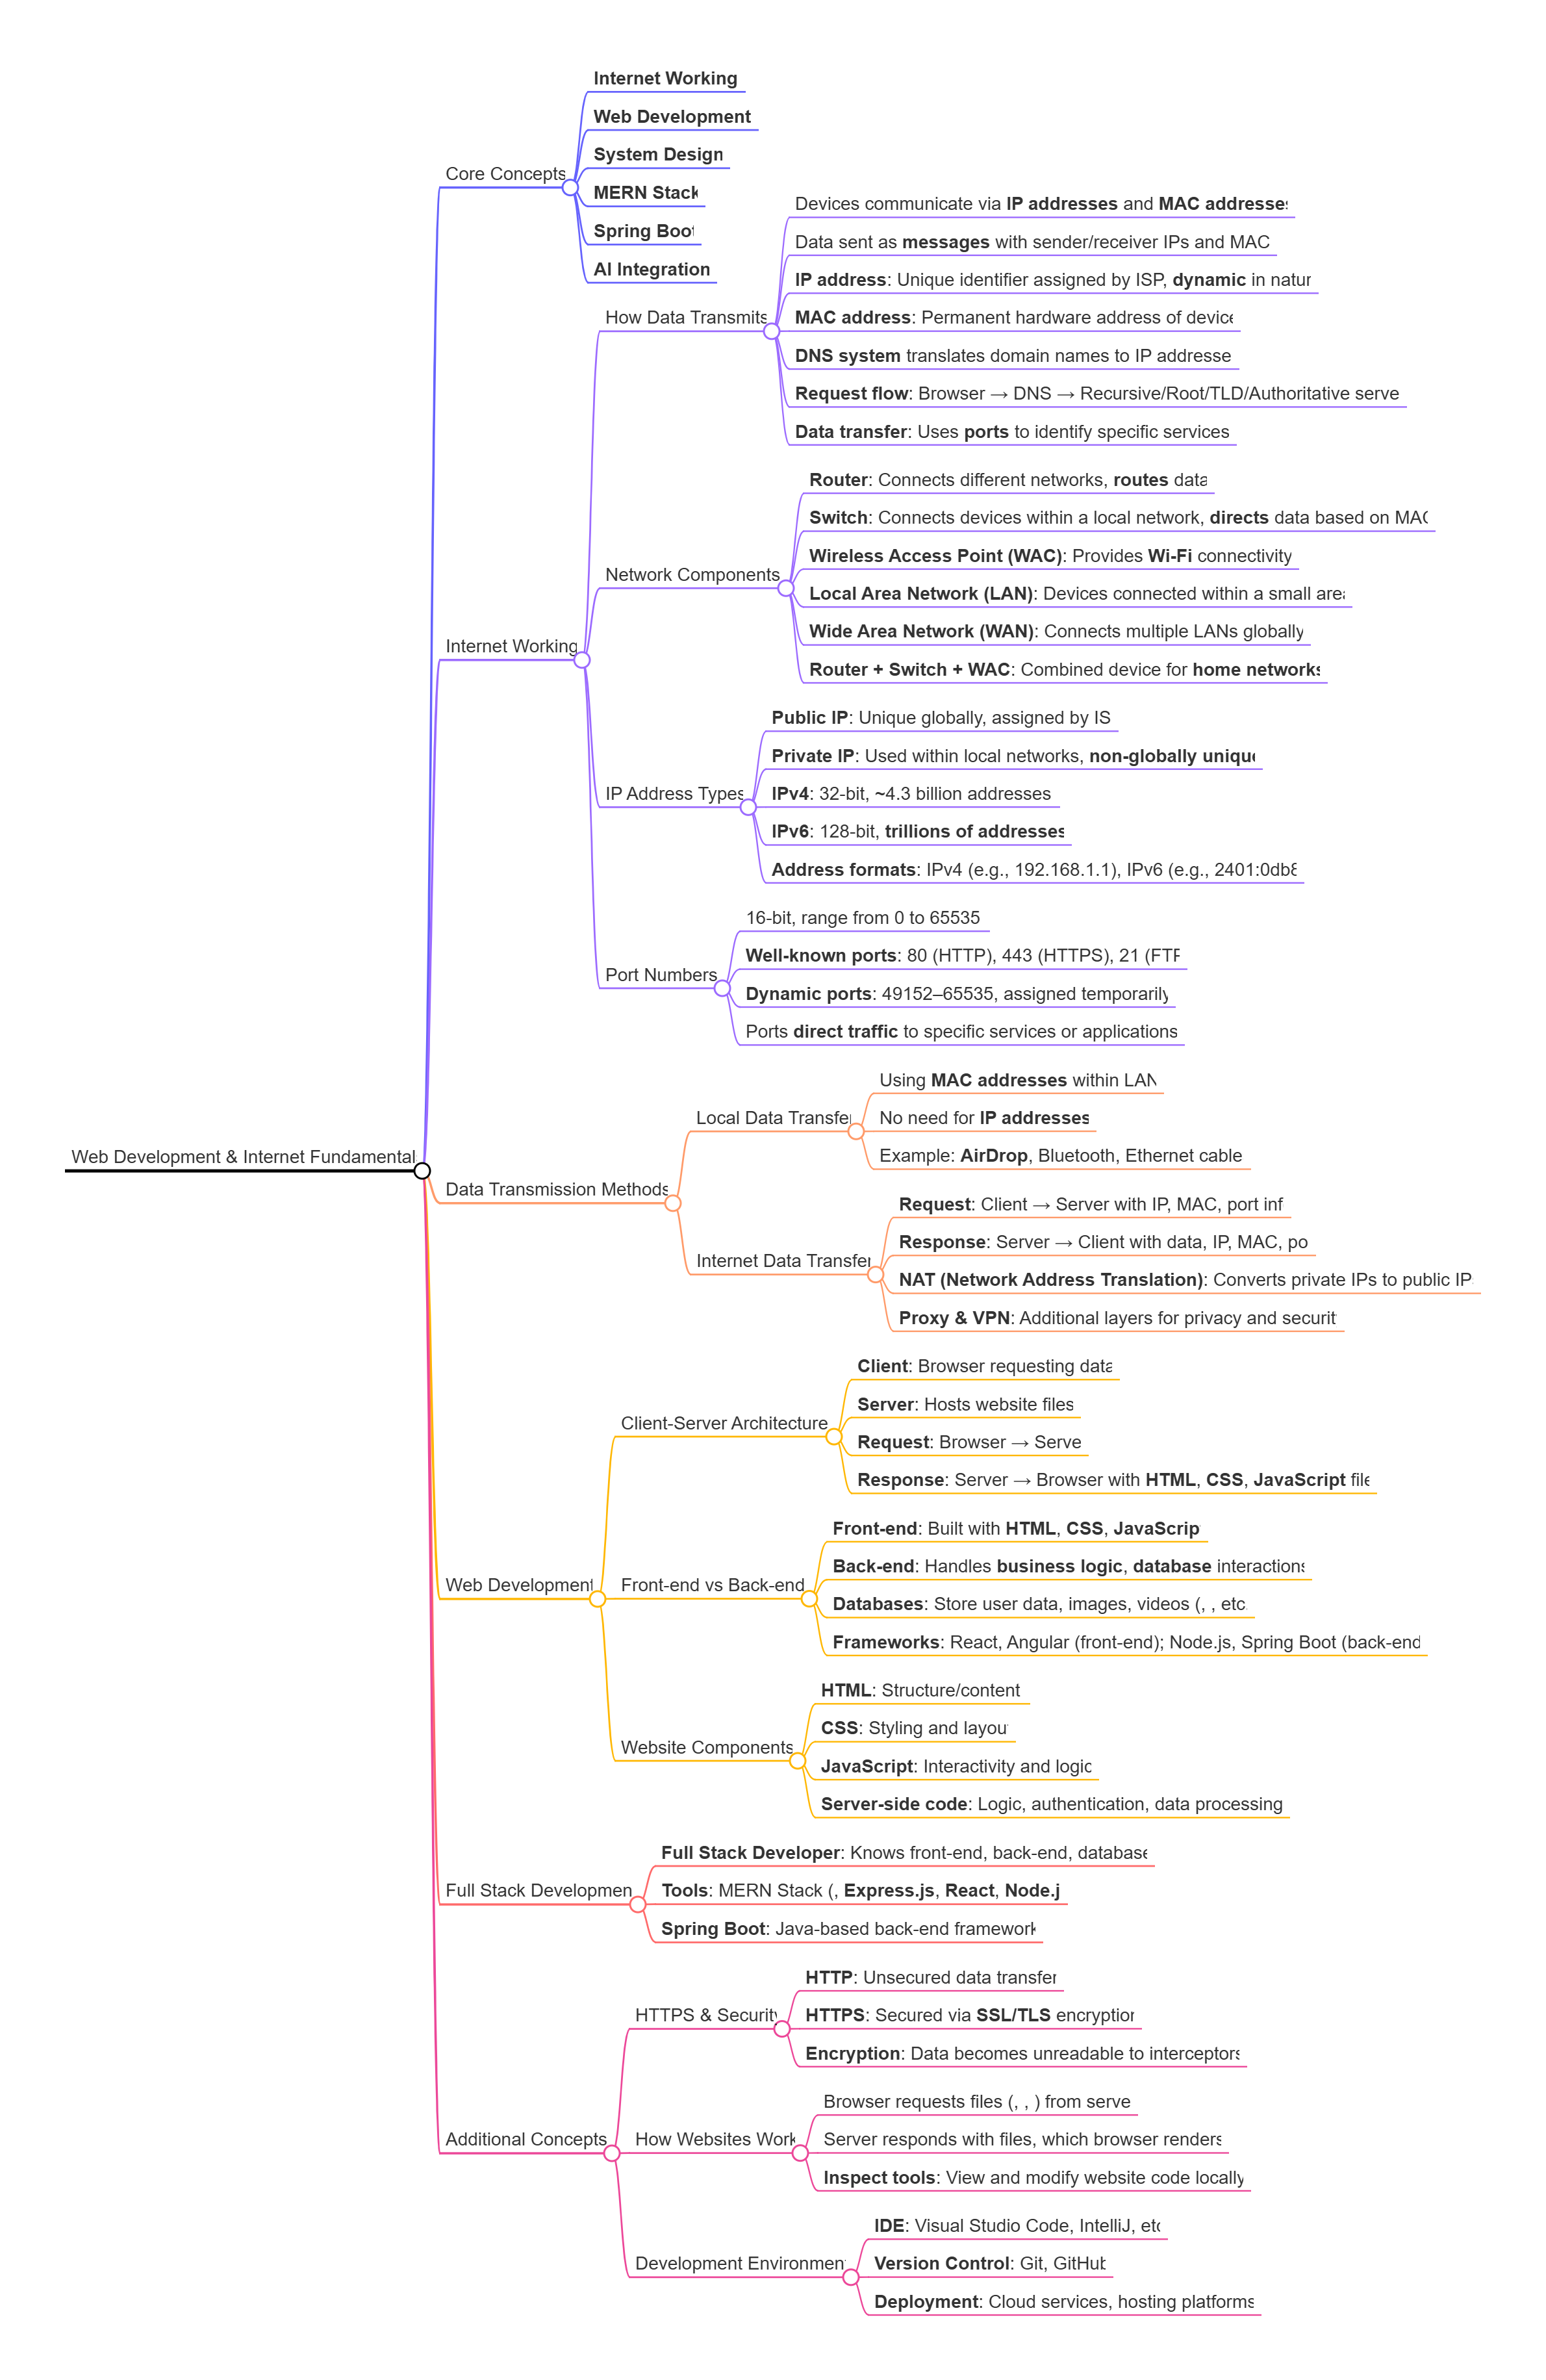 Web Development & Internet Fundamental
Core Concepts
Internet Working
Web Development
System Design
MERN Stack
Spring Boot
AI Integration
Internet Working
How Data Transmits
Devices communicate via IP addresses and MAC addresses
Data sent as messages with sender/receiver IPs and MAC
IP address: Unique identifier assigned by ISP, dynamic in natur
MAC address: Permanent hardware address of device
DNS system translates domain names to IP addresse
Request flow: Browser → DNS → Recursive/Root/TLD/Authoritative serve
Data transfer: Uses ports to identify specific services
Network Components
Router: Connects different networks, routes data
Switch: Connects devices within a local network, directs data based on MAC
Wireless Access Point (WAC): Provides Wi-Fi connectivity
Local Area Network (LAN): Devices connected within a small area
Wide Area Network (WAN): Connects multiple LANs globally
Router + Switch + WAC: Combined device for home networks
IP Address Types
Public IP: Unique globally, assigned by IS
Private IP: Used within local networks, non-globally unique
IPv4: 32-bit, ~4.3 billion addresses
IPv6: 128-bit, trillions of addresses
Address formats: IPv4 (e.g., 192.168.1.1), IPv6 (e.g., 2401:0db8
Port Numbers
16-bit, range from 0 to 65535
Well-known ports: 80 (HTTP), 443 (HTTPS), 21 (FTP
Dynamic ports: 49152–65535, assigned temporarily
Ports direct traffic to specific services or applications
Data Transmission Methods
Local Data Transfer
Using MAC addresses within LAN
No need for IP addresses
Example: AirDrop, Bluetooth, Ethernet cable
Internet Data Transfer
Request: Client → Server with IP, MAC, port inf
Response: Server → Client with data, IP, MAC, po
NAT (Network Address Translation): Converts private IPs to public IP
Proxy & VPN: Additional layers for privacy and securit
Web Development
Client-Server Architecture
Client: Browser requesting data
Server: Hosts website files
Request: Browser → Serve
Response: Server → Browser with HTML, CSS, JavaScript file
Front-end vs Back-end
Front-end: Built with HTML, CSS, JavaScrip
Back-end: Handles business logic, database interactions
Databases: Store user data, images, videos (, , etc
Frameworks: React, Angular (front-end); Node.js, Spring Boot (back-end
Website Components
HTML: Structure/content
CSS: Styling and layou
JavaScript: Interactivity and logic
Server-side code: Logic, authentication, data processing
Full Stack Developmen
Full Stack Developer: Knows front-end, back-end, database
Tools: MERN Stack (, Express.js, React, Node.j
Spring Boot: Java-based back-end framework
Additional Concepts
HTTPS & Security
HTTP: Unsecured data transfer
HTTPS: Secured via SSL/TLS encryption
Encryption: Data becomes unreadable to interceptors
How Websites Work
Browser requests files (, , ) from serve
Server responds with files, which browser renders
Inspect tools: View and modify website code locally
Development Environmen
IDE: Visual Studio Code, IntelliJ, etc
Version Control: Git, GitHub
Deployment: Cloud services, hosting platforms